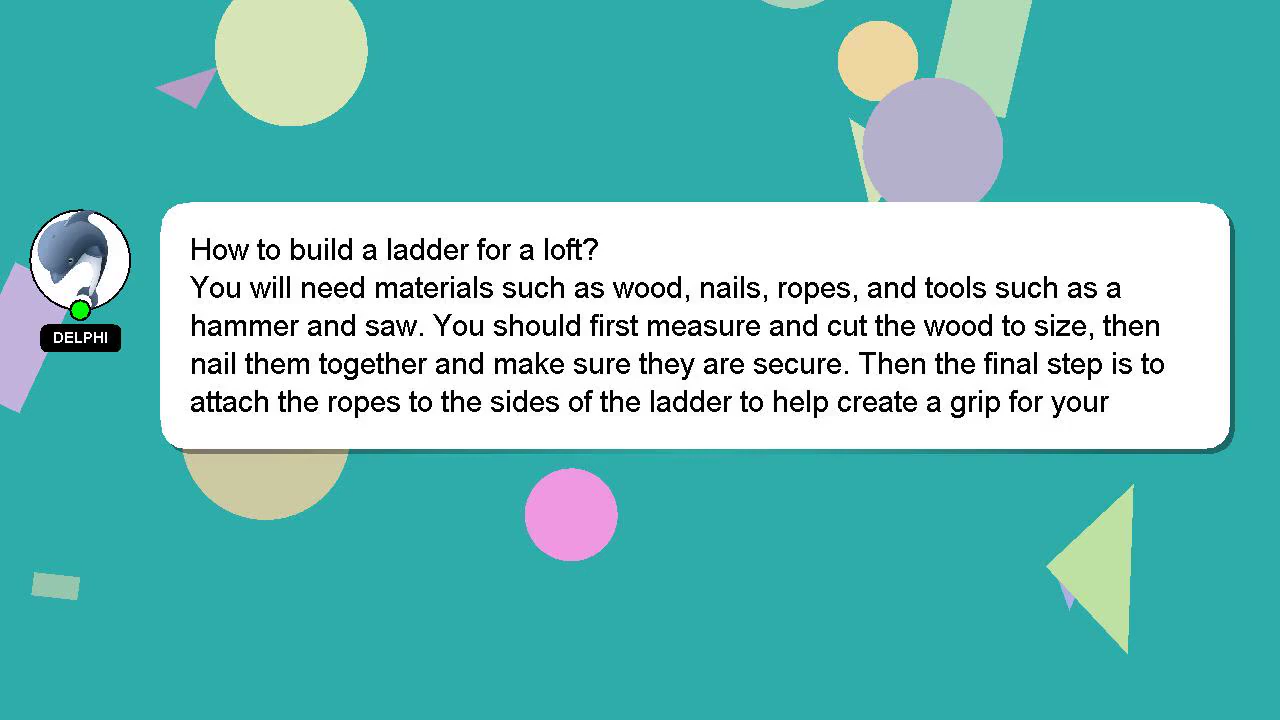 How to build a ladder for a loft?
You will need materials such as wood, nails, ropes, and tools such as a
hammer and saw. You should first measure and cut the wood to size, then
nail them together and make sure they are secure. Then the final step is to
attach the ropes to the sides of the ladder to help create a grip for your
DELPHI